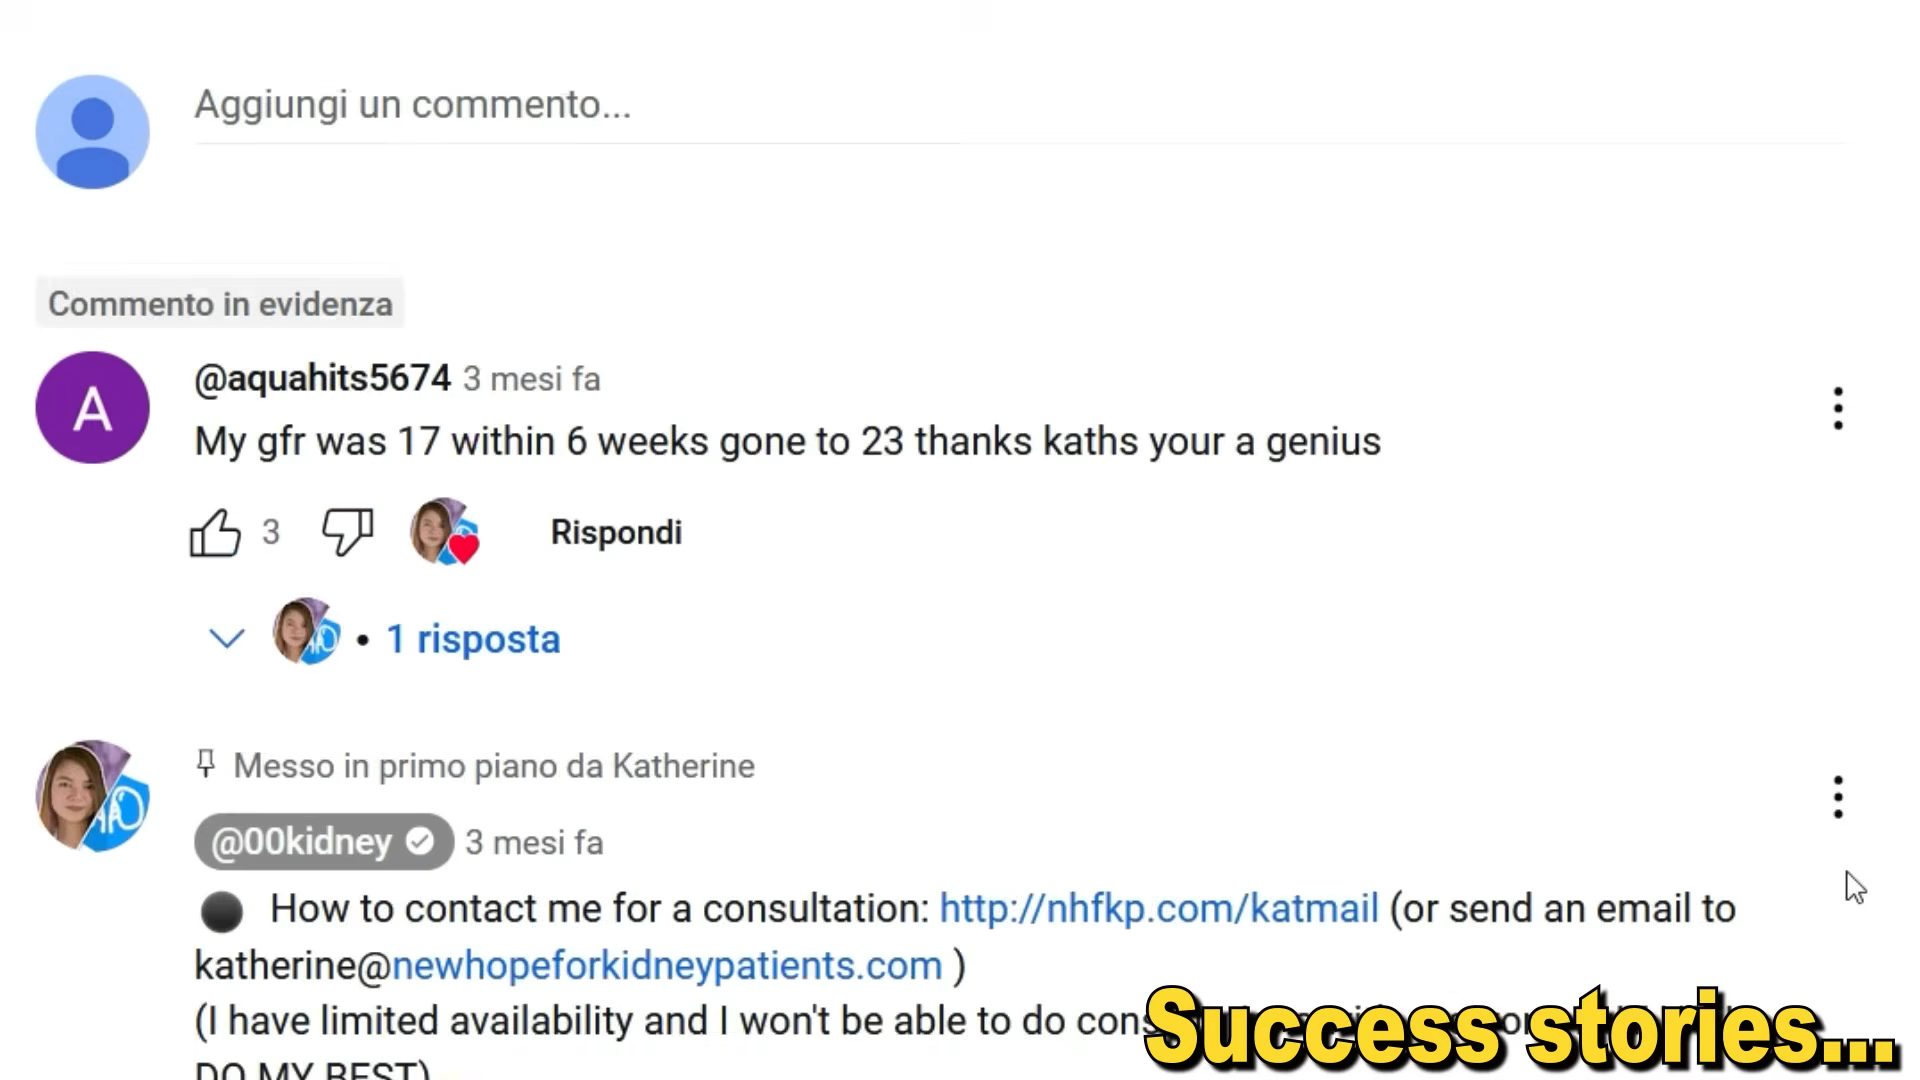 Aggiungi un commento...
Commento in evidenza
A
@aquahits5674 3 mesi fa
My gfr was 17 within 6 weeks gone to 23 thanks kaths your a genius
3
Rispondi
• 1 risposta
Messo in primo piano da Katherine
@00kidney 3 mesi fa
How to contact me for a consultation: http://nhfkp.com/katmail (or send an email to
katherine@newhopeforkidneypatients.com )
(I have limited availability and I won't be able to do
DO MY BEST)
Success stories...